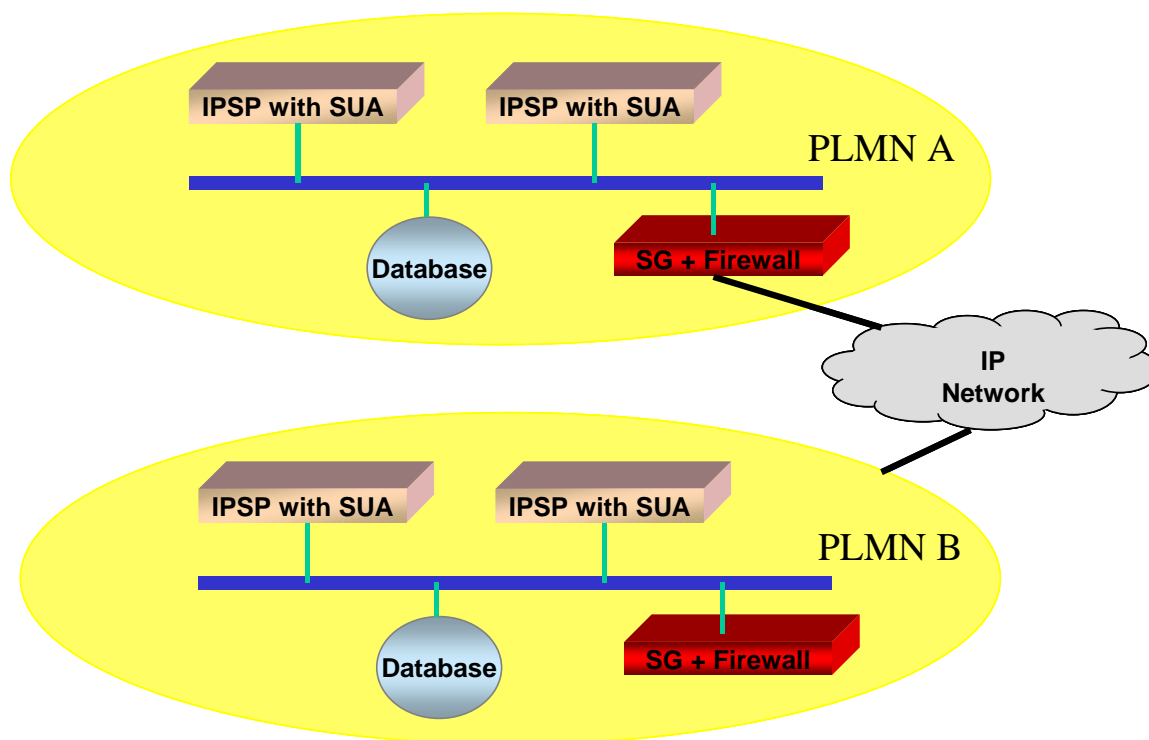 IPSP with SUA
IPSP with SUA
PLMN A
Database
SG + Firewall
IP
Network
IPSP with SUA
IPSP with SUA
PLMN B
Database
SG + Firewall